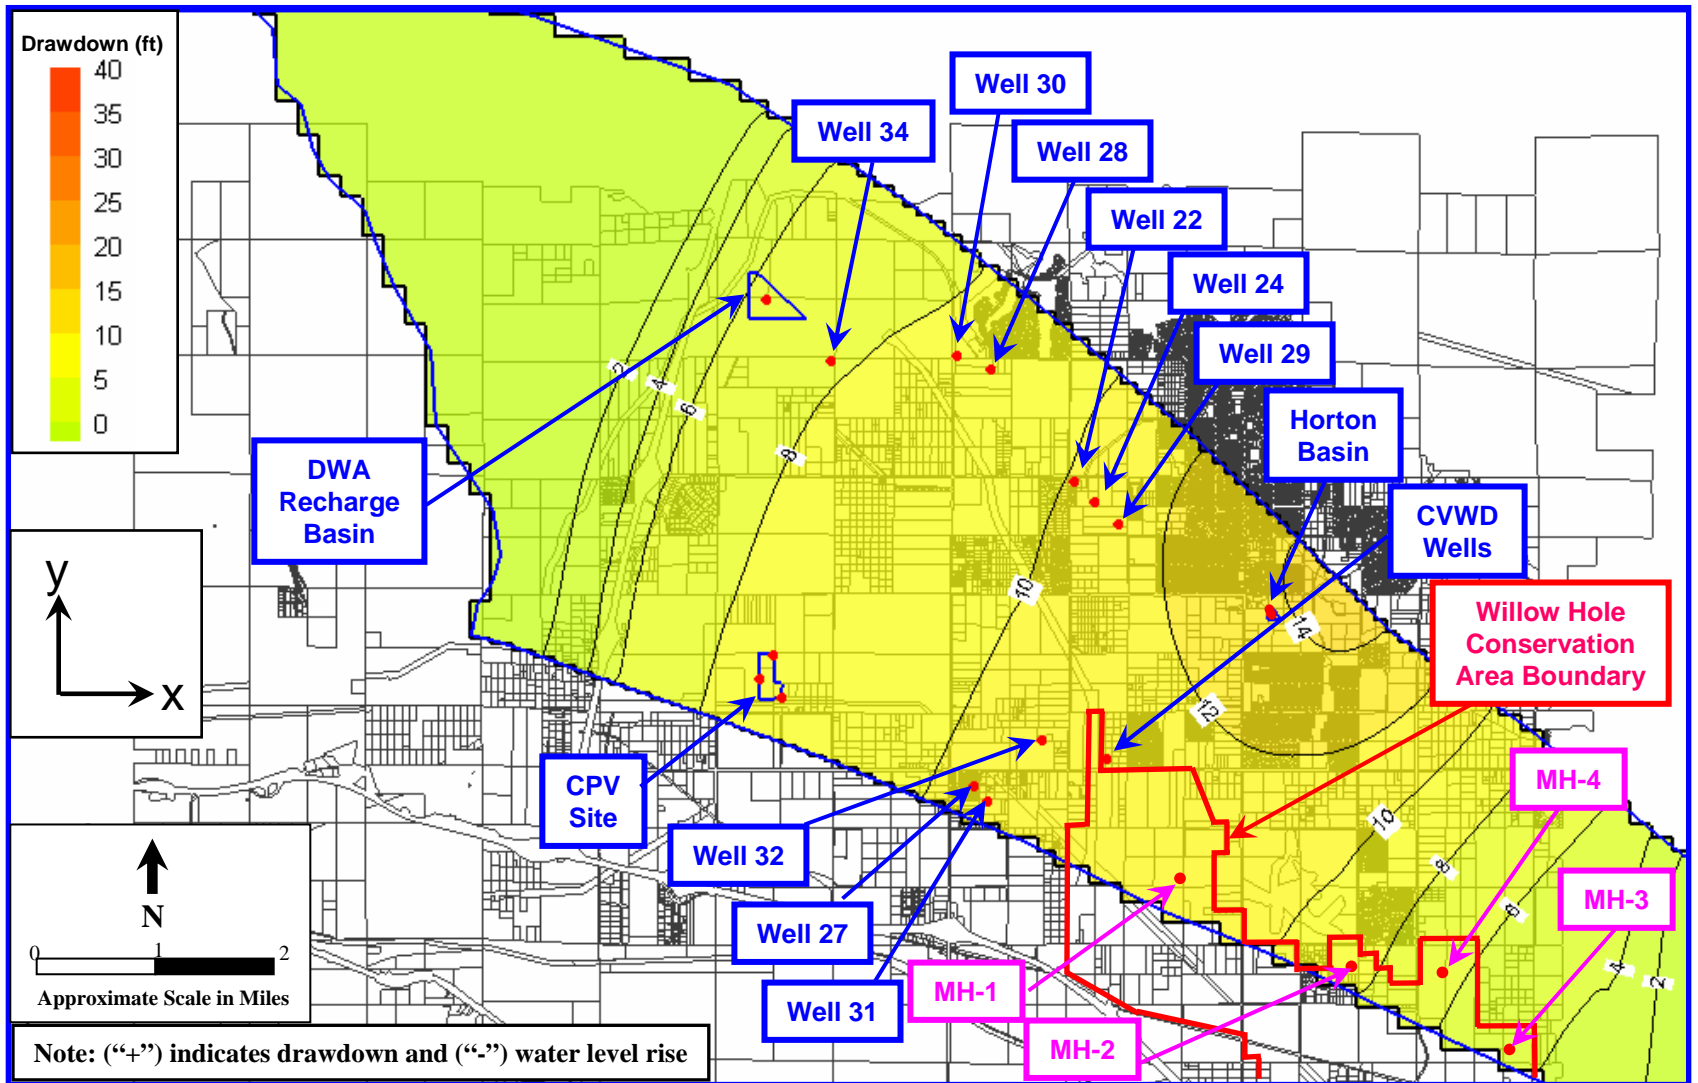 Drawdown (ft)
40
35
30
25
20
15
10
5
0
Well 30
Well 34
Well 28
Well 22
Well 24
Well 29
Horton
Basin
CVWD
Wells
DWA
Recharge
Basin
Willow Hole
Conservation
Area Boundary
2
4
6
8
10
12
14
10
8
6
4
2
y
x
CPV
Site
MH-4
MH-3
Well 32
Well 27
Well 31
MH-1
MH-2
N
0 1 2
Approximate Scale in Miles
Note: (“+”) indicates drawdown and (“-”) water level rise